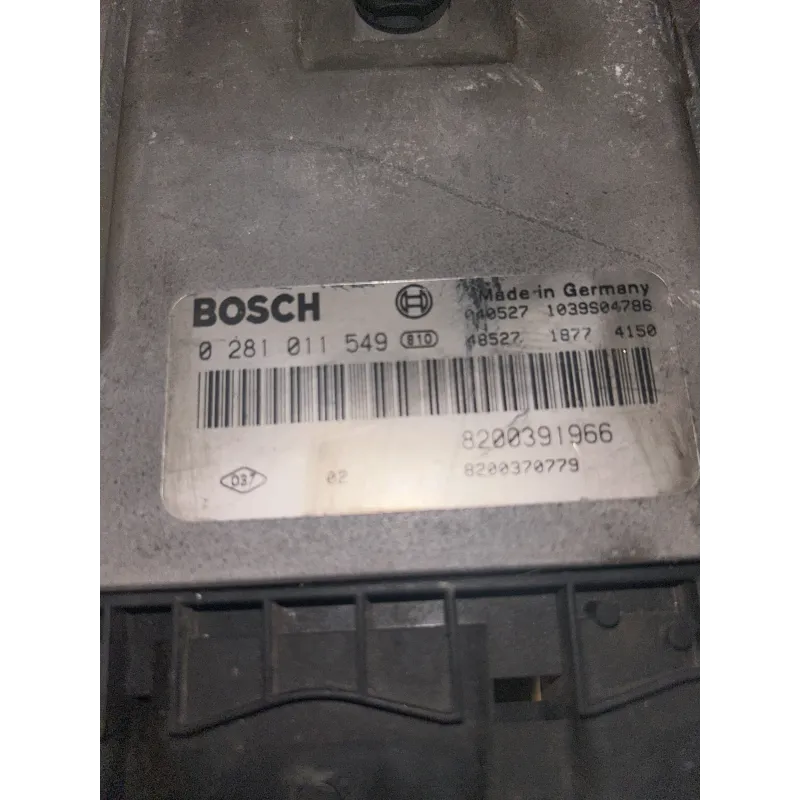 BOSCH
Made in Germany
040527 1039S04786
0 281 011 549 810
48527 1877 4150
8200391966
D37 02
8200370779